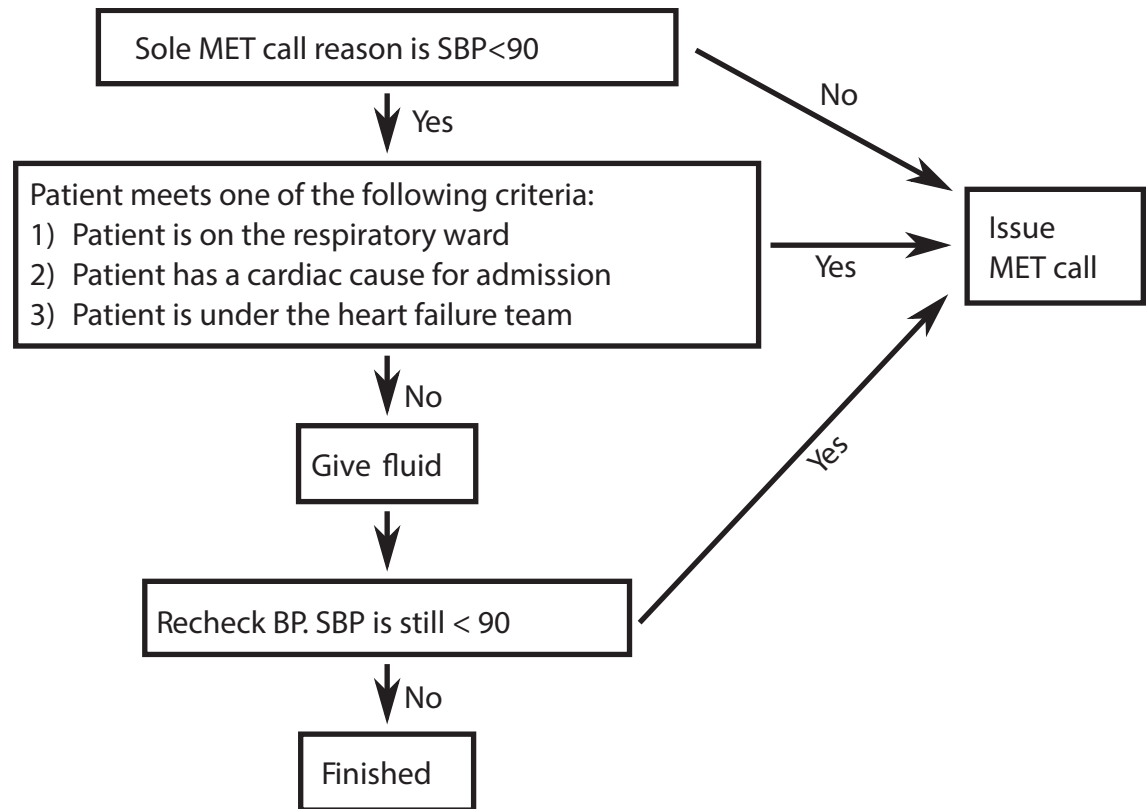 Sole MET call reason is SBP<90
No
Yes
Patient meets one of the following criteria:
1) Patient is on the respiratory ward
2) Patient has a cardiac cause for admission
3) Patient is under the heart failure team
Yes
Issue
MET call
No
Give fluid
Yes
Recheck BP. SBP is still < 90
No
Finished